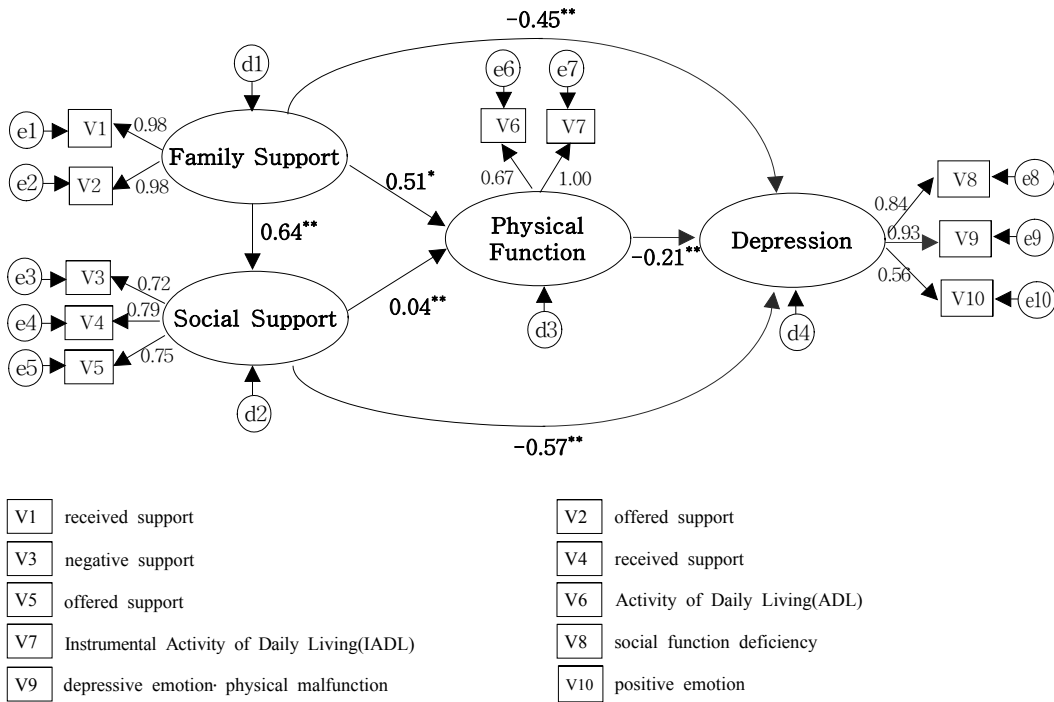 -0.45**
d1
e6
e7
e1
V1
0.98
V6
V7
Family Support
e2
V2
0.98
0.67
1.00
V8
e8
0.51*
0.84
Physical
Function
Depression
0.93
V9
e9
0.64**
-0.21**
e3
V3
0.72
0.56
V10
e10
Social Support
0.04**
e4
V4
0.79
d3
d4
e5
V5
0.75
d2
-0.57**
V1 received support
V2 offered support
V3 negative support
V4 received support
V5 offered support
V6 Activity of Daily Living(ADL)
V7 Instrumental Activity of Daily Living(IADL)
V8 social function deficiency
V9 depressive emotion· physical malfunction
V10 positive emotion